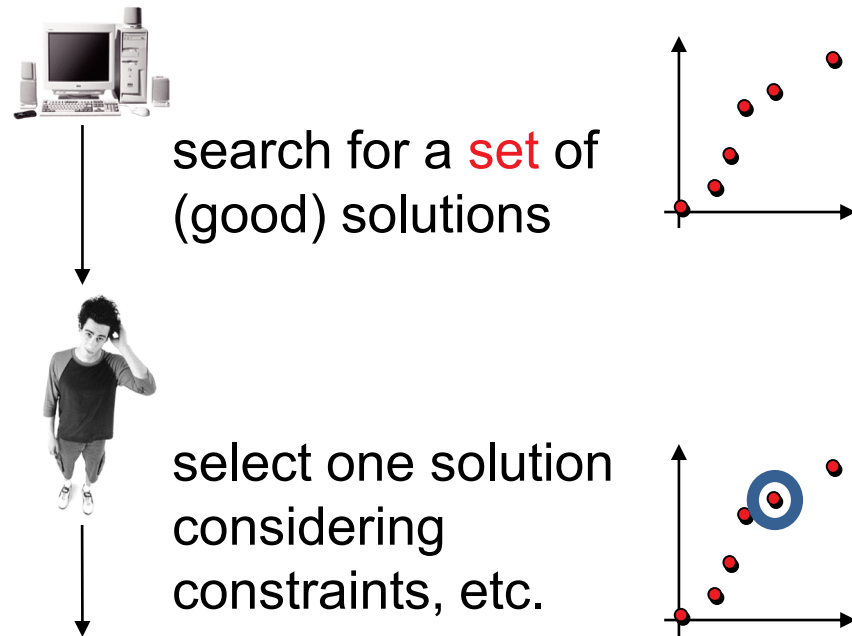 search for a set of
(good) solutions
select one solution
considering
constraints, etc.